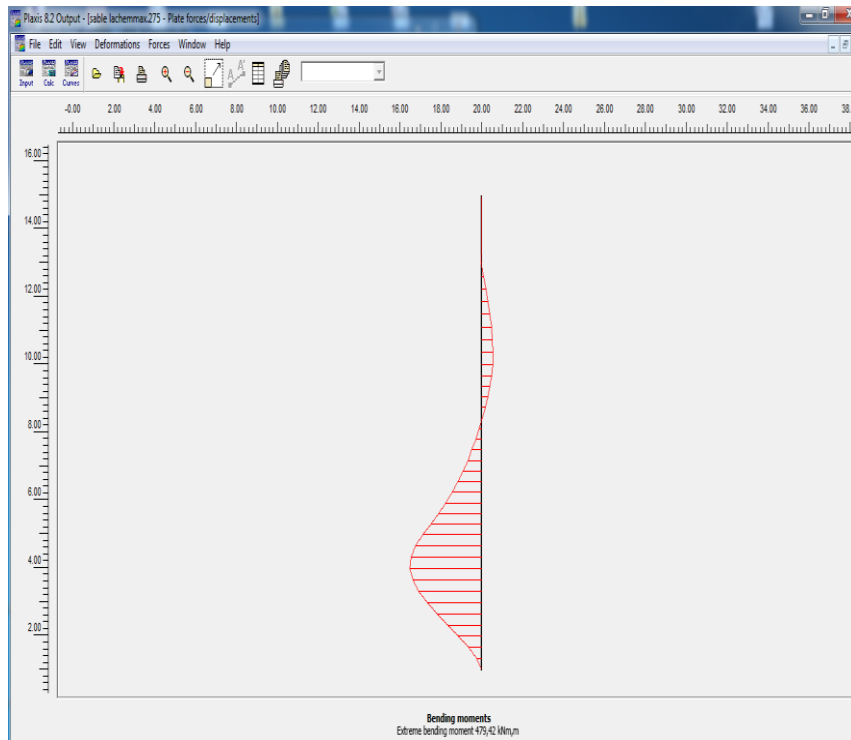 Plaxis 8.2 Output - [sable lachemmax.275 - Plate forces/displacements]
File Edit View Deformations Forces Window Help
Input Calc Curves
-0.00 2.00 4.00 6.00 8.00 10.00 12.00 14.00 16.00 18.00 20.00 22.00 24.00 26.00 28.00 30.00 32.00 34.00 36.00 38.
16.00
14.00
12.00
10.00
8.00
6.00
4.00
2.00
Bending moments
Extreme bending moment 479,42 kNm,m